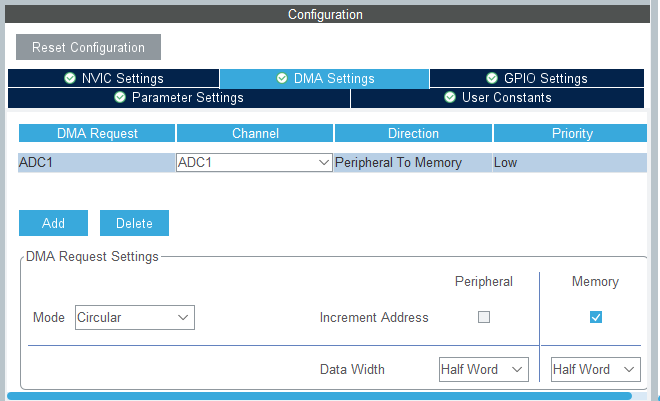 Configuration
Reset Configuration
NVIC Settings DMA Settings GPIO Settings
Parameter Settings User Constants
DMA Request Channel Direction Priority
ADC1 ADC1 Peripheral To Memory Low
Add Delete
DMA Request Settings
Peripheral Memory
Mode Circular Increment Address
Data Width Half Word Half Word